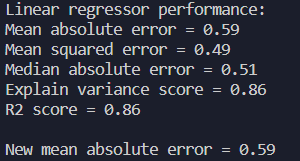 Linear regressor performance:
Mean absolute error = 0.59
Mean squared error = 0.49
Median absolute error = 0.51
Explain variance score = 0.86
R2 score = 0.86
New mean absolute error = 0.59